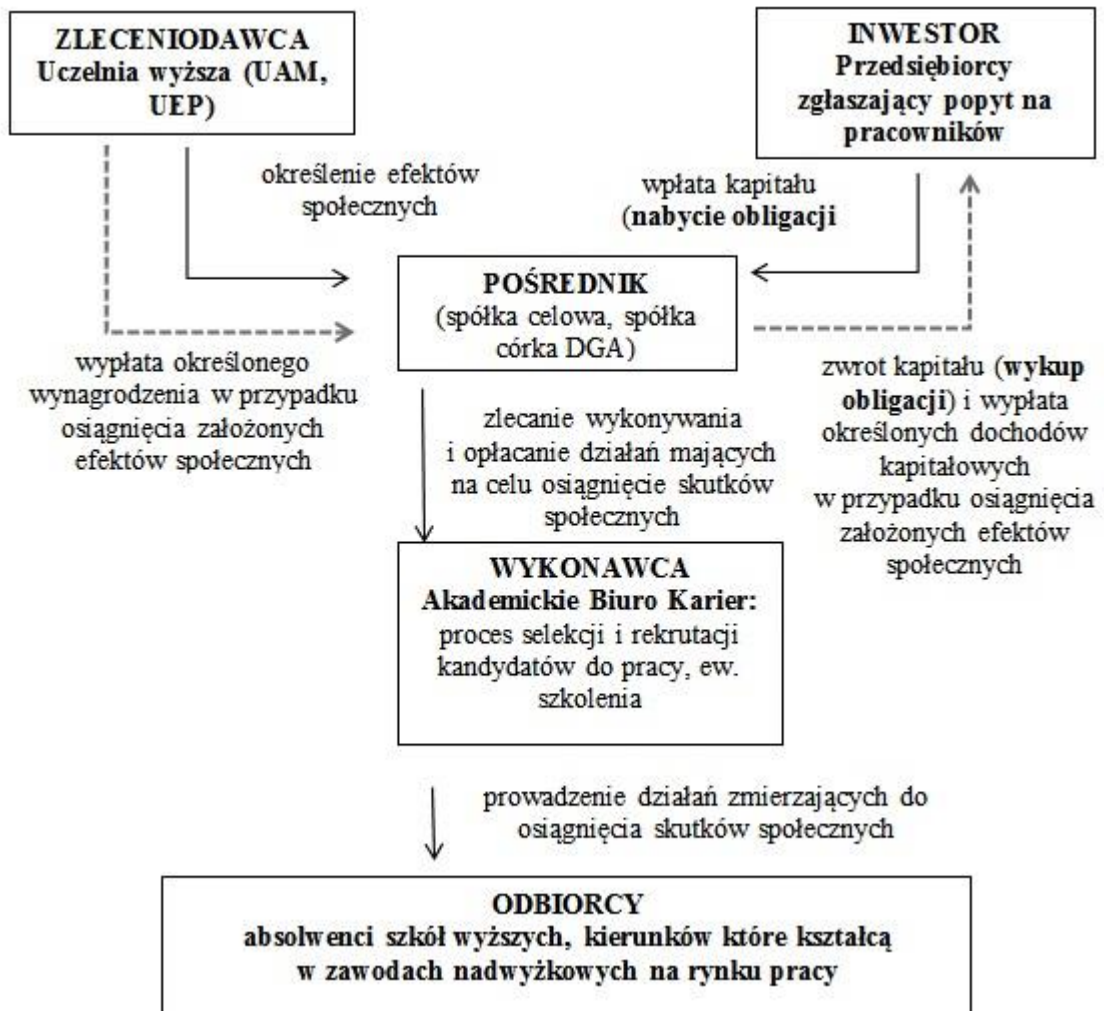 ZLECENIODAWCA
Uczelnia wyższa (UAM,
UEP)
INWESTOR
Przedsiębiorcy
zgłaszający popyt na
pracowników
określenie efektów
społecznych
wpłata kapitału
(nabycie obligacji
POŚREDNIK
(spółka celowa, spółka
córka DGA)
wypłata określonego
wynagrodzenia w przypadku
osiągnięcia założonych
efektów społecznych
zwrot kapitału (wykup
obligacji) i wypłata
określonych dochodów
kapitałowych
w przypadku osiągnięcia
założonych efektów
społecznych
zlecanie wykonywania
i opłacanie działań mających
na celu osiągnięcie skutków
społecznych
WYKONAWCA
Akademickie Biuro Karier:
proces selekcji i rekrutacji
kandydatów do pracy, ew.
szkolenia
prowadzenie działań zmierzających do
osiągnięcia skutków społecznych
ODBIORCY
absolwenci szkół wyższych, kierunków które kształcą
w zawodach nadwyżkowych na rynku pracy